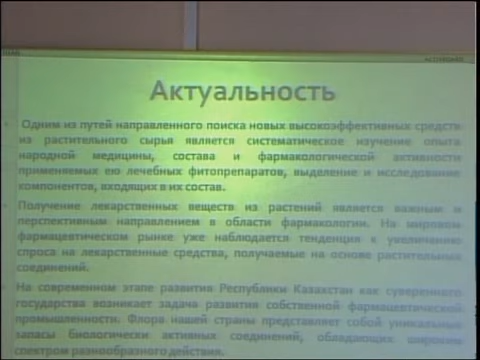 Актуальность
Одним из путей направленного поиска новых высокоэффективных средств
из растительного сырья является систематическое изучение опыта
народной медицины, состава и фармакологической активности
применяемых ею лечебных фитопрепаратов, выделение и исследование
компонентов, входящих в их состав.
Получение лекарственных веществ из растений является важным и
перспективным направлением в области фармакологии. На мировом
фармацевтическом рынке уже наблюдается тенденция к увеличению
спроса на лекарственные средства, получаемые на основе растительных
соединений.
На современном этапе развития Республики Казахстан как суверенного
государства возникает задача развития собственной фармацевтической
промышленности. Флора нашей страны представляет собой уникальные
запасы биологически активных соединений, обладающих широким
спектром разнообразного действия.